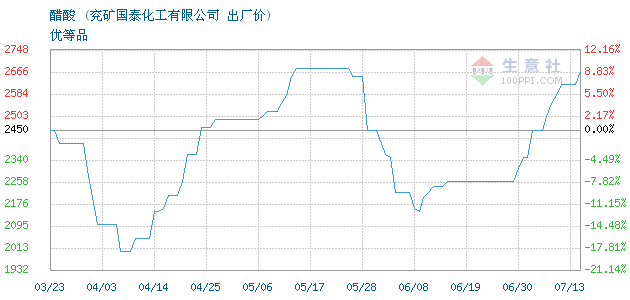 醋酸 (兖矿国泰化工有限公司 出厂价)
优等品
2748 12.16%
2666 8.83%
2584 5.50%
2503 2.17%
2450 0.00%
2340 -4.49%
2258 -7.82%
2176 -11.15%
2095 -14.48%
2013 -17.81%
1932 -21.14%
生意社
100PPI.COM
03/23 04/03 04/14 04/25 05/06 05/17 05/28 06/08 06/19 06/30 07/13